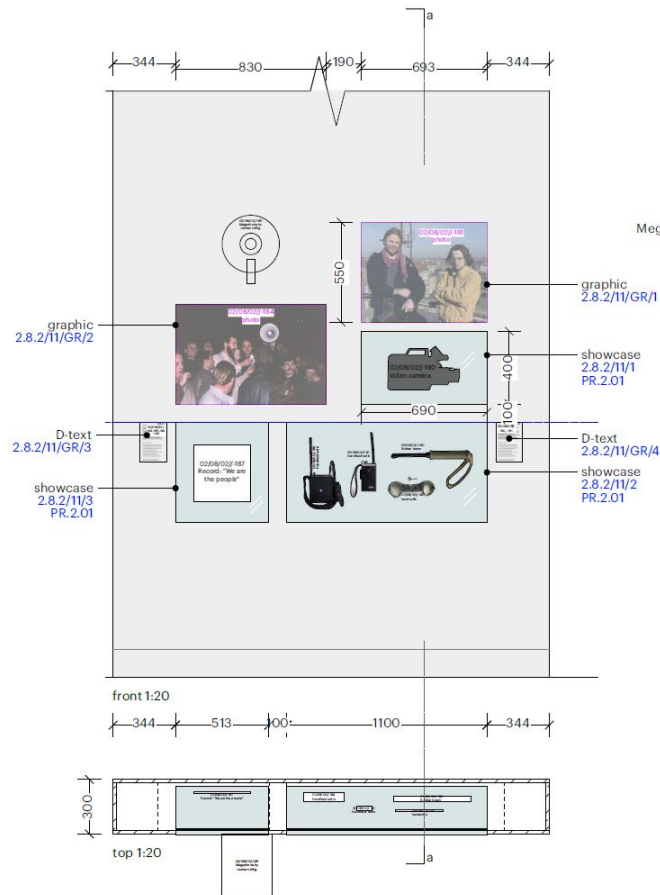 a
344
830
190
693
344
Meg
02/08/02//-181
photo
550
graphic
2.8.2/11/GR/1
02/08/02//-184
photo
graphic
2.8.2/11/GR/2
02/08/02//-180
Video camera
showcase
2.8.2/11/1
PR.2.01
400
690
100
D-text
2.8.2/11/GR/3
D-text
2.8.2/11/GR/4
02/08/02//-187
Record: "We are
the people"
showcase
2.8.2/11/3
PR.2.01
showcase
2.8.2/11/2
PR.2.01
front 1:20
344
513
100
1100
344
300
top 1:20
a